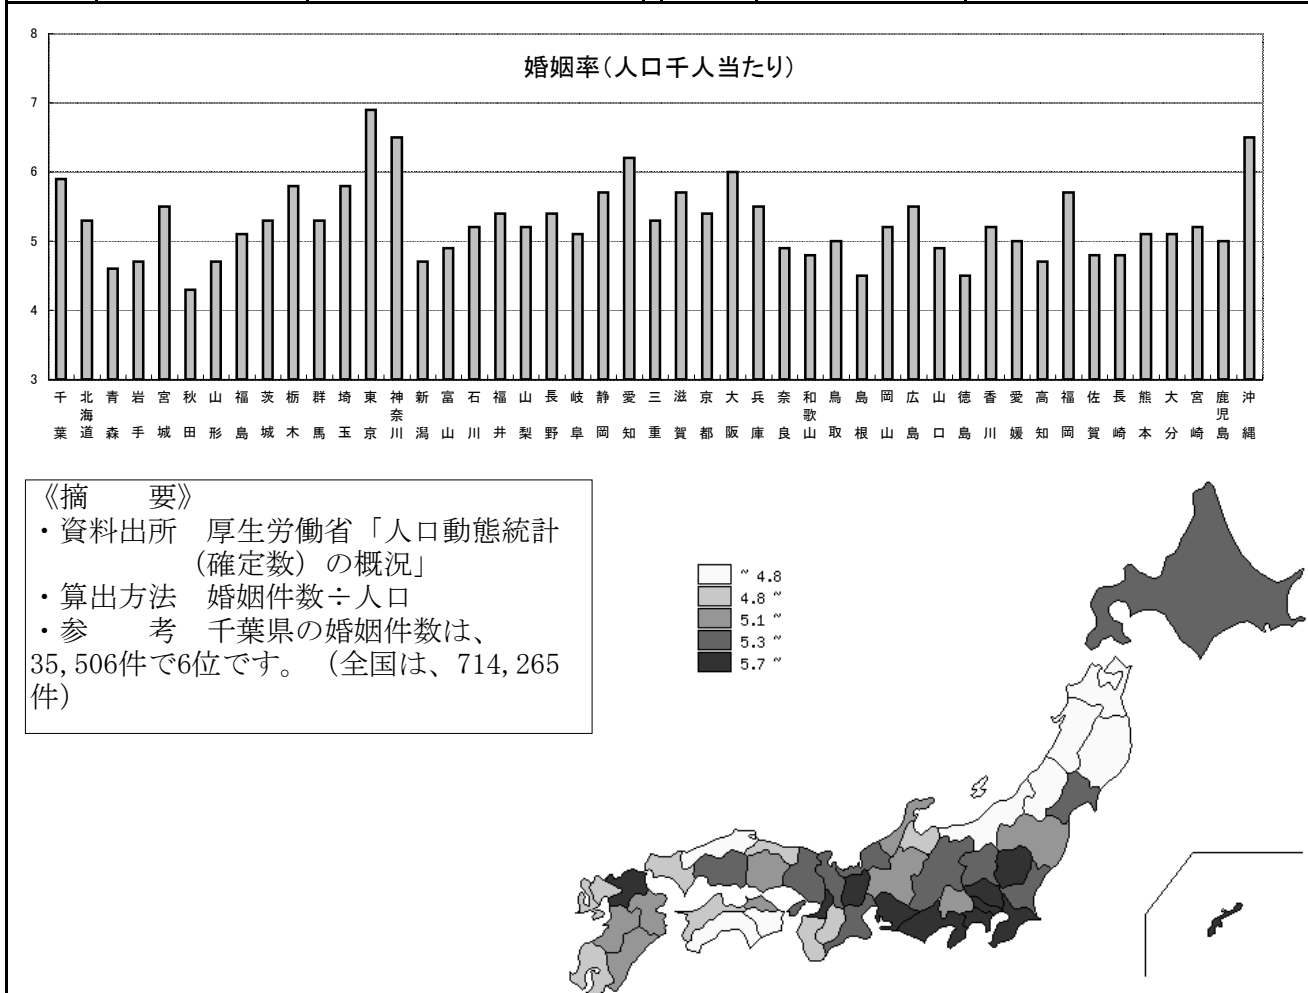 婚姻率(人口千人当たり)
8
7
6
5
4
3
千葉
北海道
青森
岩手
宮城
秋田
山形
福島
茨城
栃木
群馬
埼玉
東京
神奈川
新潟
富山
石川
福井
山梨
長野
岐阜
静岡
愛知
三重
滋賀
京都
大阪
兵庫
奈良
和歌山
鳥取
島根
岡山
広島
山口
徳島
香川
愛媛
高知
福岡
佐賀
長崎
熊本
大分
宮崎
鹿児島
沖縄
《摘　　要》
・資料出所　厚生労働省「人口動態統計
（確定数）の概況」
・算出方法　婚姻件数÷人口
・参　　考　千葉県の婚姻件数は、
35,506件で6位です。（全国は、714,265
件）
~ 4.8
4.8 ~
5.1 ~
5.3 ~
5.7 ~